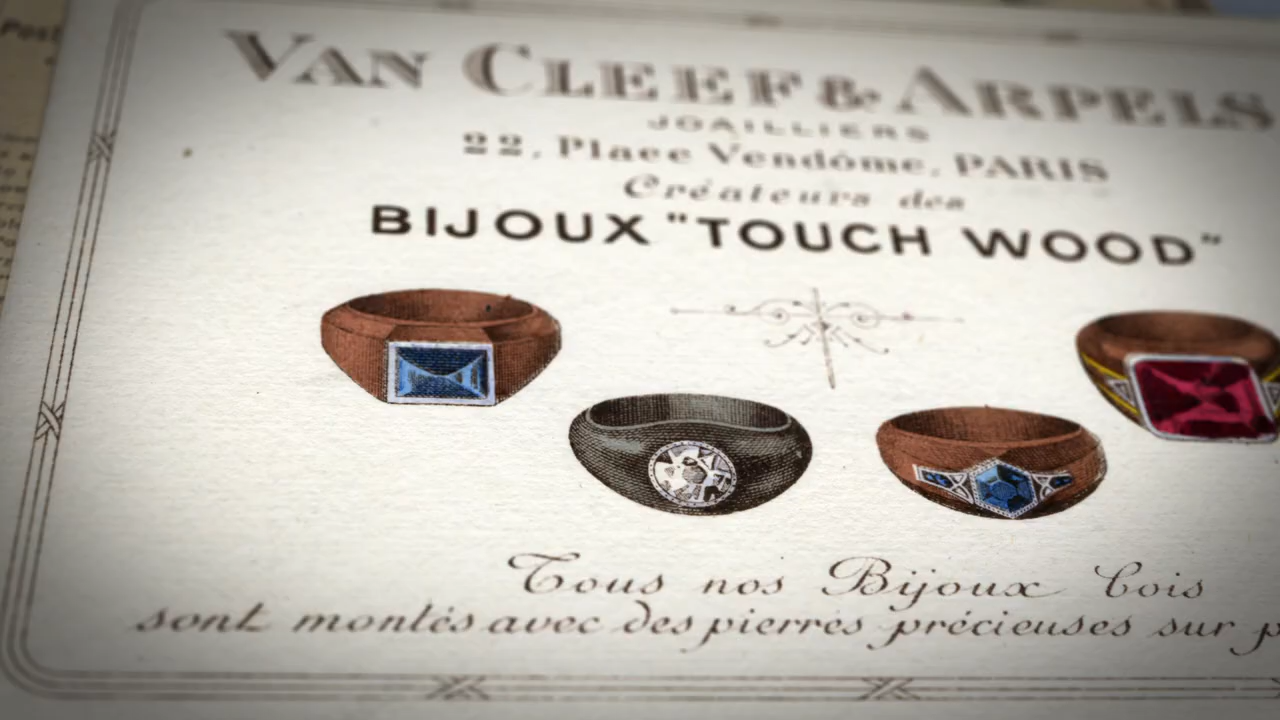 Post
VAN CLEEF & ARPELS
JOAILLIERS
22, Place Vendôme, PARIS
Créateurs des
BIJOUX "TOUCH WOOD"
Tous nos Bijoux bois
sont montés avec des pierres précieuses sur p